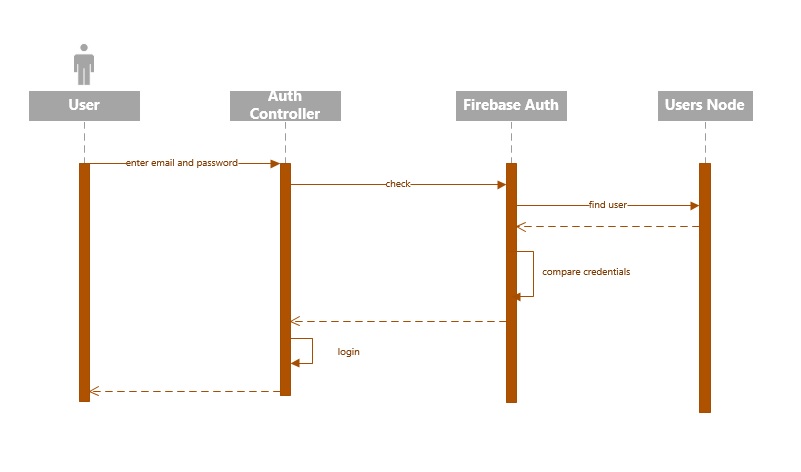 User
Auth
Controller
Firebase Auth
Users Node
enter email and password
check
find user
compare credentials
login